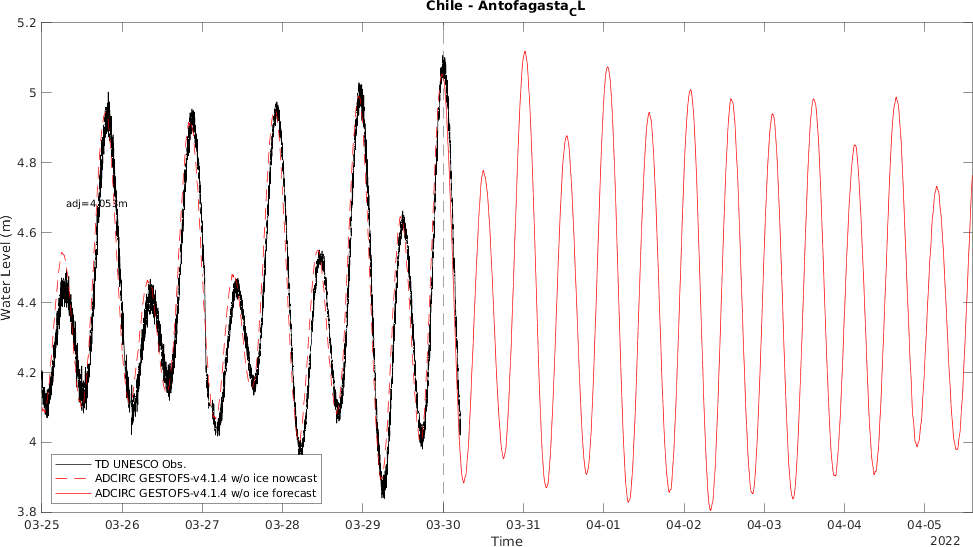 Chile - Antofagasta_CL
5.2
5
4.8
4.6
4.4
4.2
4
3.8
Water Level (m)
adj=4.053m
TD UNESCO Obs.
ADCIRC GESTOFS-v4.1.4 w/o ice nowcast
ADCIRC GESTOFS-v4.1.4 w/o ice forecast
03-25 03-26 03-27 03-28 03-29 03-30 03-31 04-01 04-02 04-03 04-04 04-05
Time
2022